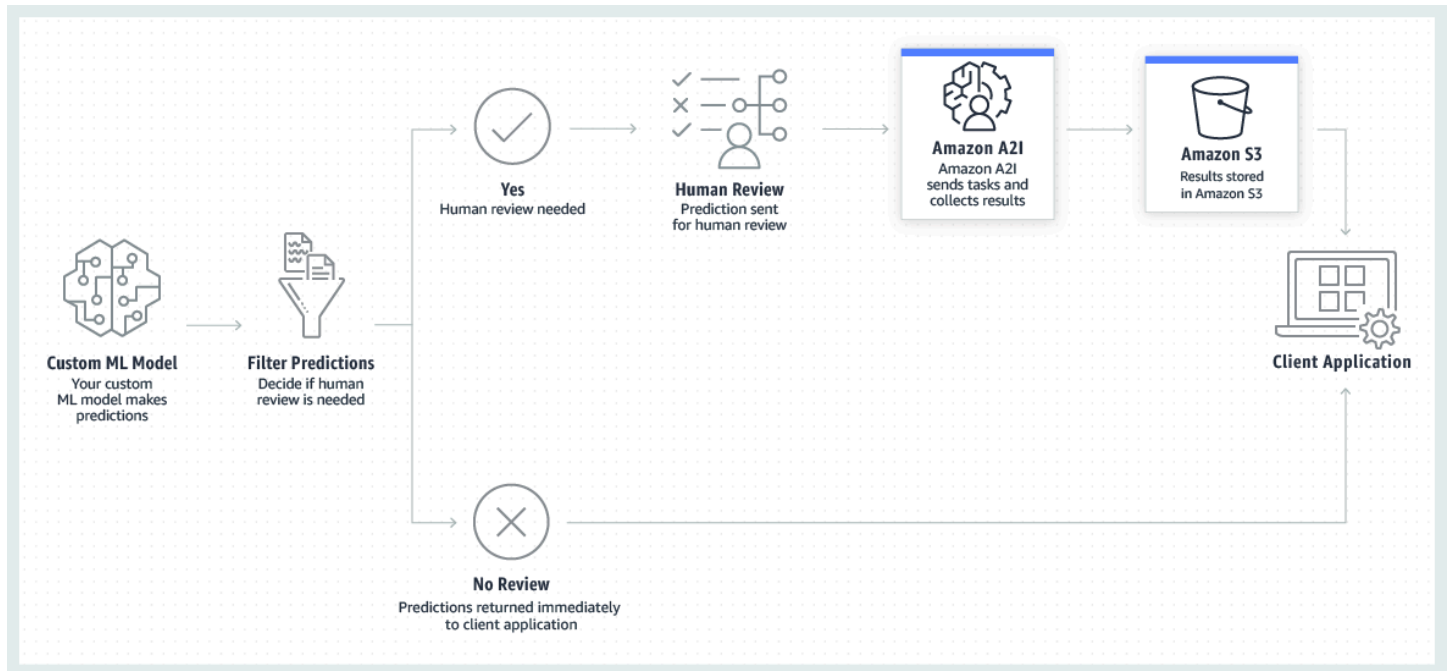 Custom ML Model
Your custom
ML model makes
predictions
Filter Predictions
Decide if human
review is needed
Yes
Human review needed
Human Review
Prediction sent
for human review
Amazon A2I
Amazon A2I
sends tasks and
collects results
Amazon S3
Results stored
in Amazon S3
Client Application
No Review
Predictions returned immediately
to client application